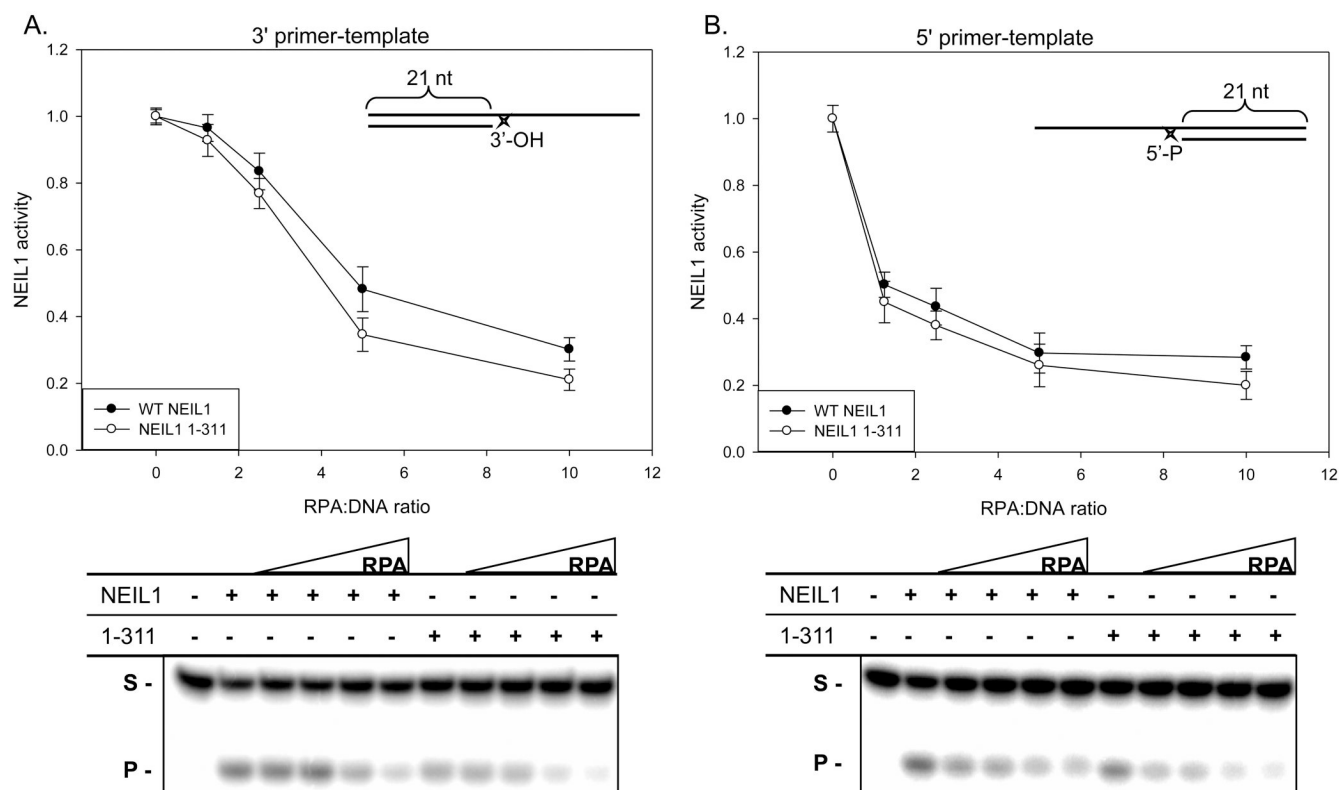 A.
3' primer-template
1.2
1.0
0.8
0.6
0.4
0.2
0.0
NEIL1 activity
21 nt
3'-OH
WT NEIL1
NEIL1 1-311
0 2 4 6 8 10 12
RPA:DNA ratio
RPA RPA
NEIL1 - + + + + + - - - - -
1-311 - - - - - - + + + + +
S -
P -
B.
5' primer-template
1.2
1.0
0.8
0.6
0.4
0.2
0.0
NEIL1 activity
21 nt
5'-P
WT NEIL1
NEIL1 1-311
0 2 4 6 8 10 12
RPA:DNA ratio
RPA RPA
NEIL1 - + + + + + - - - - -
1-311 - - - - - - + + + + +
S -
P -